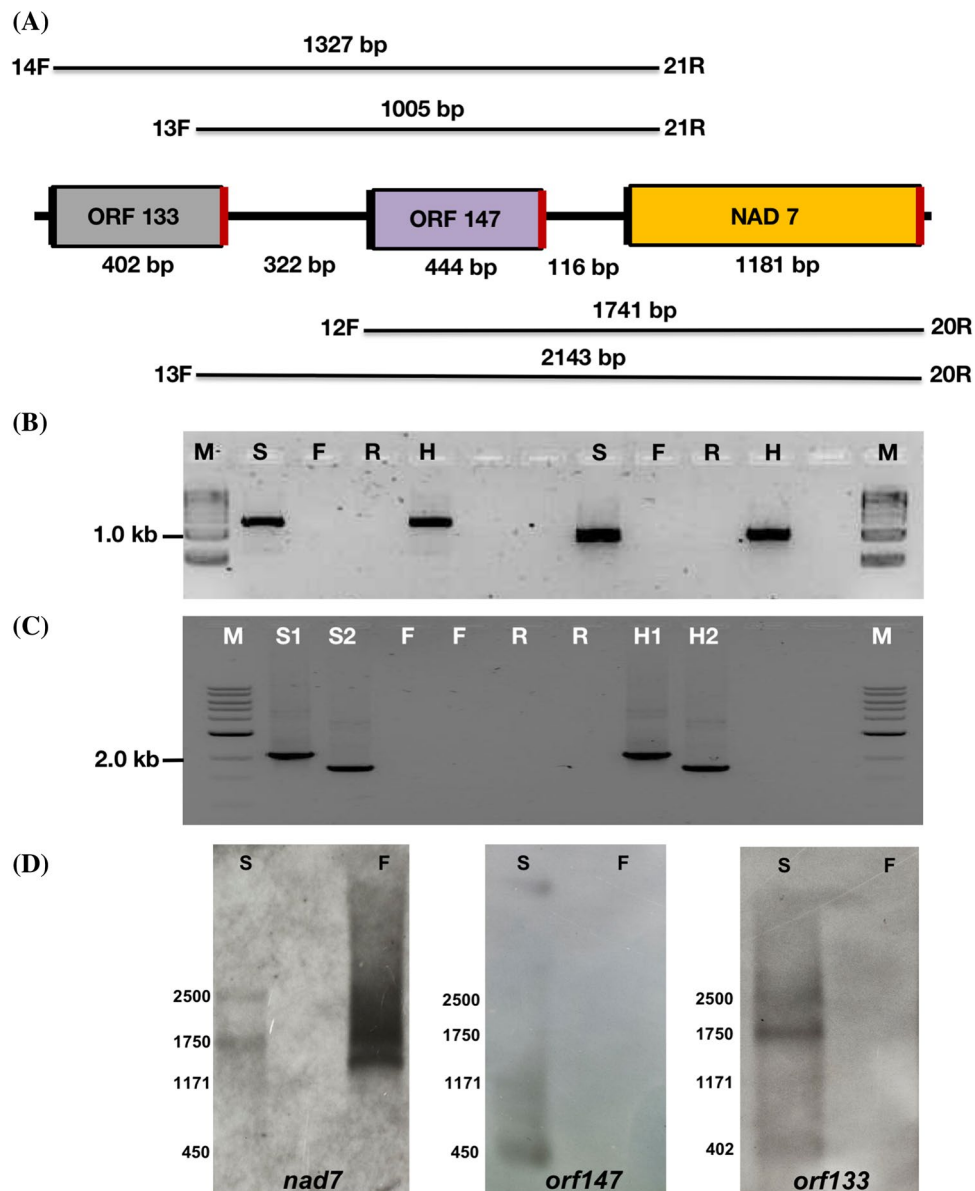 (A)
1327 bp
14F 21R
1005 bp
13F 21R
ORF 133 ORF 147 NAD 7
402 bp 322 bp 444 bp 116 bp 1181 bp
1741 bp
12F 20R
2143 bp
13F 20R
(B)
M S F R H S F R H M
1.0 kb
(C)
M S1 S2 F F R R H1 H2 M
2.0 kb
(D)
S F
2500
1750
1171
450
nad7
S F
2500
1750
1171
450
orf147
S F
2500
1750
1171
402
orf133